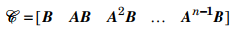 𝒞 = [B AB A²B … Aⁿ⁻¹B]